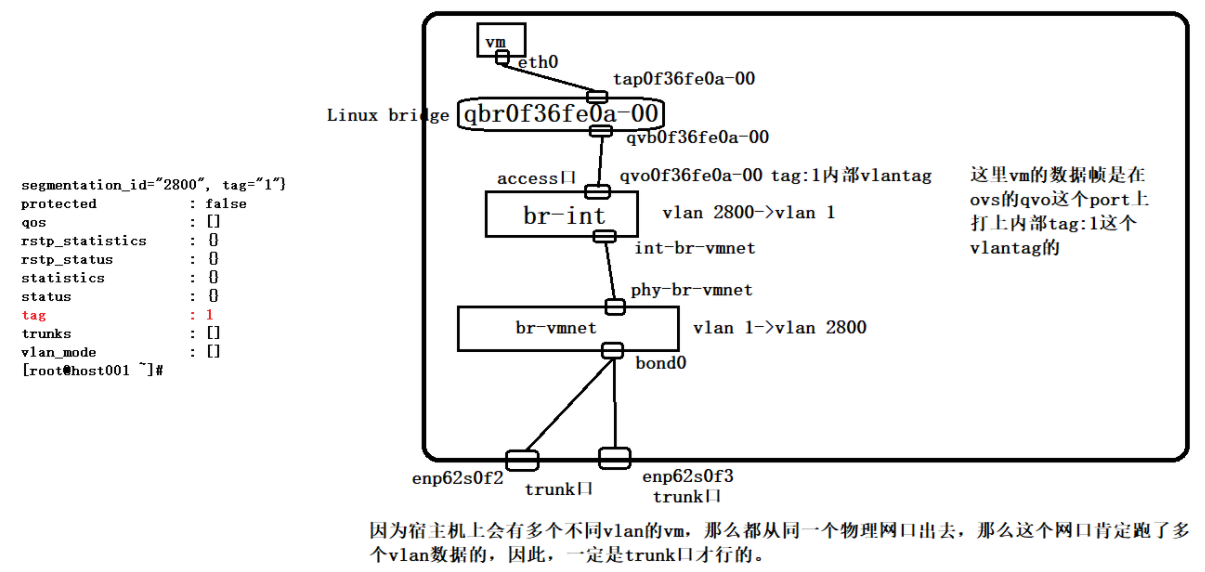 segmentation_id="2800", tag="1"}
protected : false
qos : []
rstp_statistics : {}
rstp_status : {}
statistics : {}
status : {}
tag : 1
trunks : []
vlan_mode : []
[root@host001 ~]#
vm
eth0
tap0f36fe0a-00
Linux bridge
qbr0f36fe0a-00
qvb0f36fe0a-00
access口
qvo0f36fe0a-00 tag:1内部vlantag
br-int
vlan 2800->vlan 1
int-br-vmnet
phy-br-vmnet
br-vmnet
vlan 1->vlan 2800
bond0
enp62s0f2
trunk口
enp62s0f3
trunk口
这里vm的数据帧是在
ovs的qvo这个port上
打上内部tag:1这个
vlantag的
因为宿主机上会有多个不同vlan的vm，那么都从同一个物理网口出去，那么这个网口肯定跑了多
个vlan数据的，因此，一定是trunk口才行的。